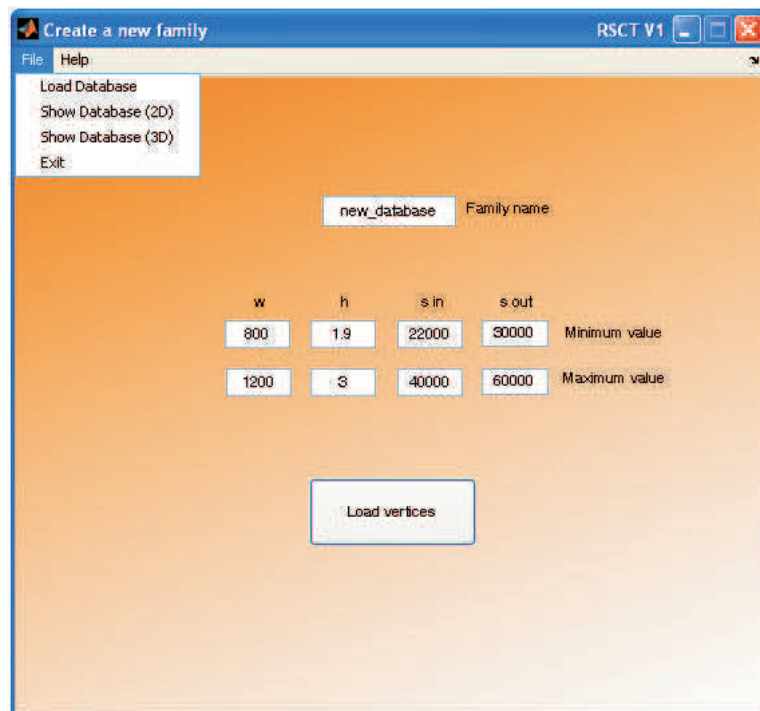 Create a new family RSCT V1
File Help
Load Database
Show Database (2D)
Show Database (3D)
Exit
new_database Family name
w h s in s out
800 1.9 22000 30000 Minimum value
1200 3 40000 60000 Maximum value
Load vertices